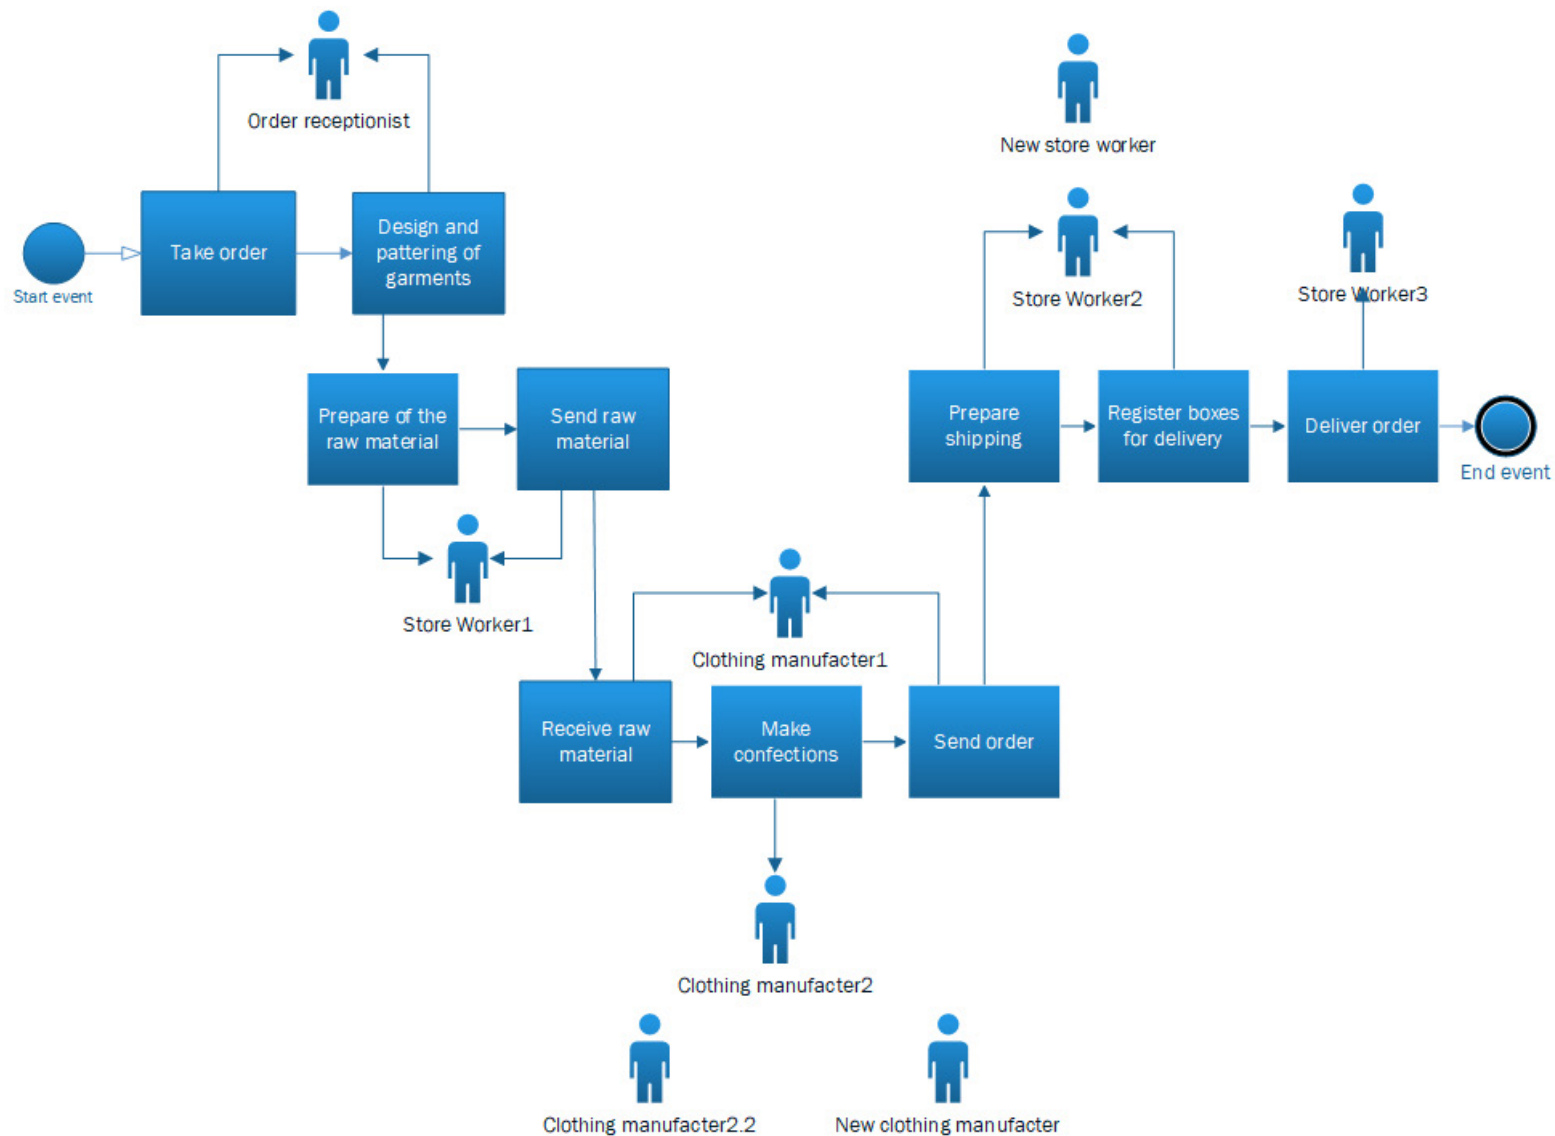 Order receptionist
New store worker
Take order
Design and
pattering of
garments
Start event
Store Worker2
Store Worker3
Prepare of the
raw material
Send raw
material
Prepare
shipping
Register boxes
for delivery
Deliver order
End event
Store Worker1
Clothing manufacter1
Receive raw
material
Make
confections
Send order
Clothing manufacter2
Clothing manufacter2.2
New clothing manufacter